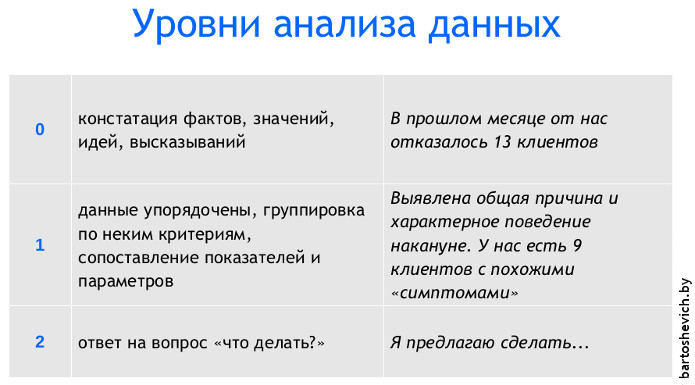 Уровни анализа данных
0
констатация фактов, значений,
идей, высказываний
В прошлом месяце от нас
отказалось 13 клиентов
1
данные упорядочены, группировка
по неким критериям,
сопоставление показателей и
параметров
Выявлена общая причина и
характерное поведение
накануне. У нас есть 9
клиентов с похожими
«симптомами»
2
ответ на вопрос «что делать?»
Я предлагаю сделать...
bartoshevich.by